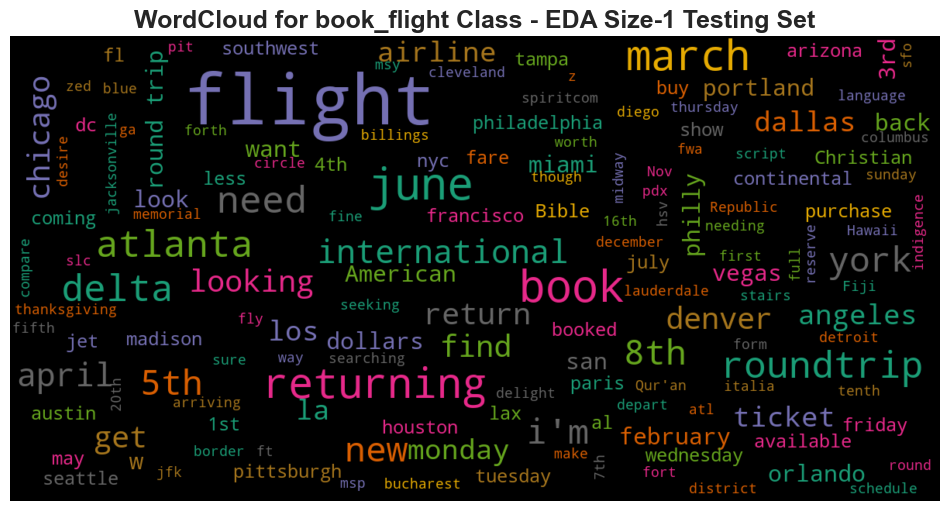 WordCloud for book_flight Class - EDA Size-1 Testing Set
fl
pit
southwest
airline
tampa
march
arizona
3rd
sfo
msy
cleveland
z
zed
blue
chicago
round trip
flight
spiritcom
buy
portland
language
diego
thursday
dc
ga
forth
billings
philadelphia
worth
show
dallas
back
columbus
desire
jacksonville
want
circle
4th
nyc
fare
miami
though
midway
fwa
script
Christian
sunday
less
look
need
june
Nov
pdx
continental
coming
memorial
fine
francisco
Bible
16th
hsv
philly
Republic
needing
purchase
Hawaii
reserve
indigence
atlanta
international
december
first
full
york
compare
slc
looking
American
july
vegas
Fiji
delta
book
lauderdale
stairs
thanksgiving
seeking
return
denver
angeles
fifth
fly
los
dollars
booked
form
detroit
jet
madison
find
8th
sure
way
searching
san
roundtrip
april
20th
5th
returning
delight
paris
Qur'an
italia
tenth
arriving
austin
1st
la
lax
al
depart
atl
ticket
houston
i'm
february
friday
get
border
ft
new
monday
available
may
w
make
wednesday
seattle
jfk
pittsburgh
tuesday
7th
fort
orlando
round
msp
bucharest
district
schedule